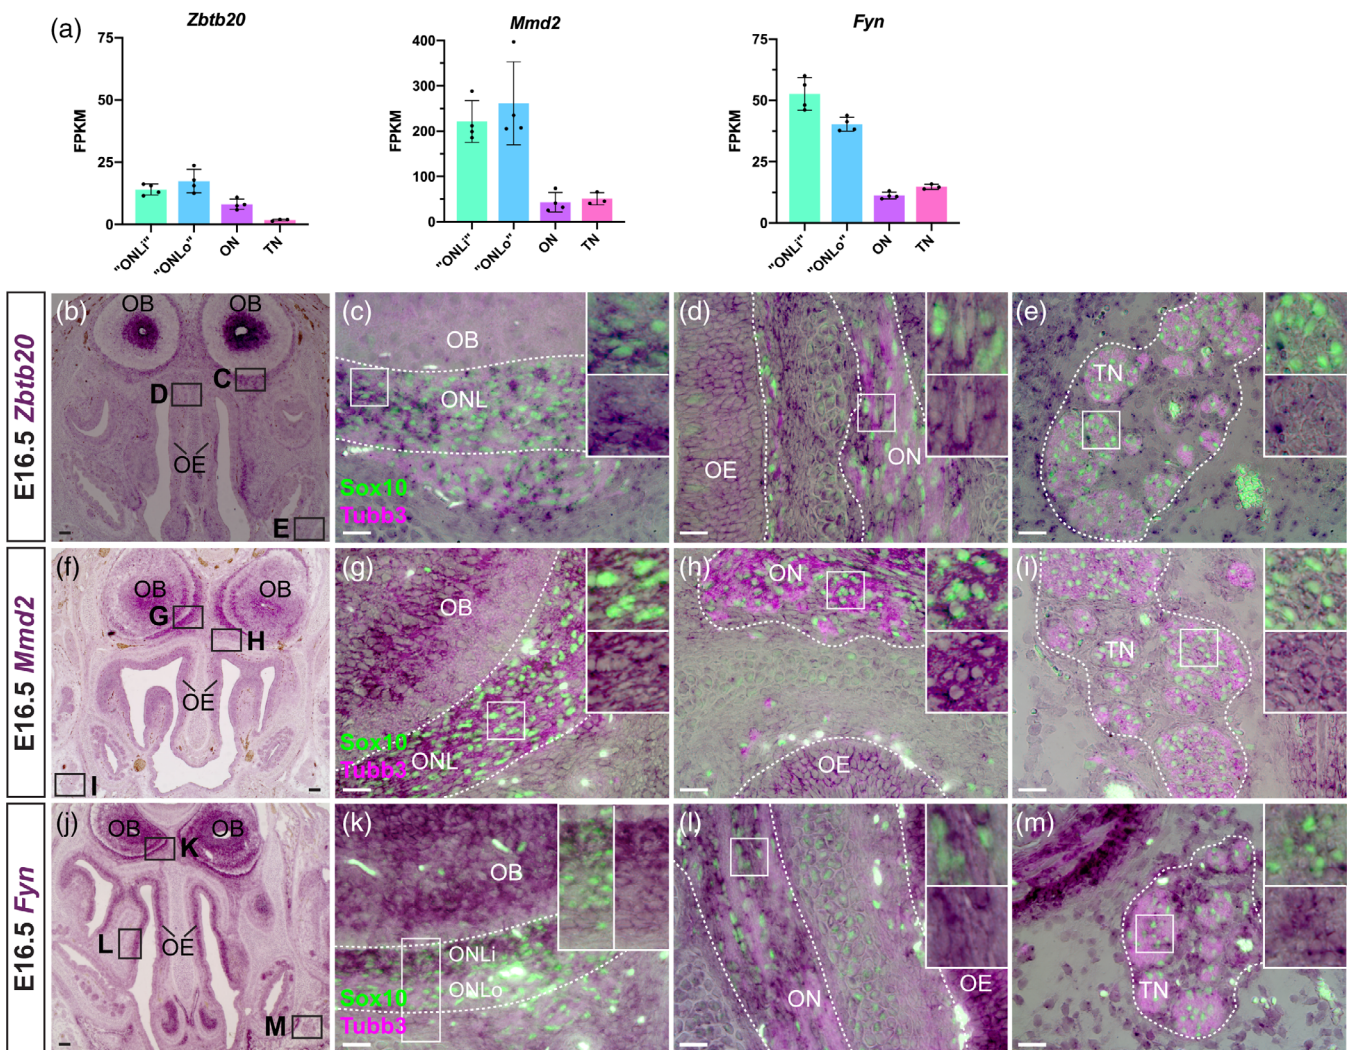 (a)
Zbtb20
Mmd2
Fyn
FPKM
75
50
25
0
"ONLi"
"ONLo"
ON
TN
FPKM
400
300
200
100
0
"ONLi"
"ONLo"
ON
TN
FPKM
75
50
25
0
"ONLi"
"ONLo"
ON
TN
E16.5 Zbtb20
(b)
OB
OB
C
D
OE
E
(c)
OB
ONL
Sox10
Tubb3
(d)
OE
ON
(e)
TN
E16.5 Mmd2
(f)
OB
OB
G
H
OE
I
(g)
OB
ONL
Sox10
Tubb3
(h)
ON
OE
(i)
TN
E16.5 Fyn
(j)
OB
OB
K
L
OE
M
(k)
OB
ONLi
ONLo
Sox10
Tubb3
(l)
ON
OE
(m)
TN